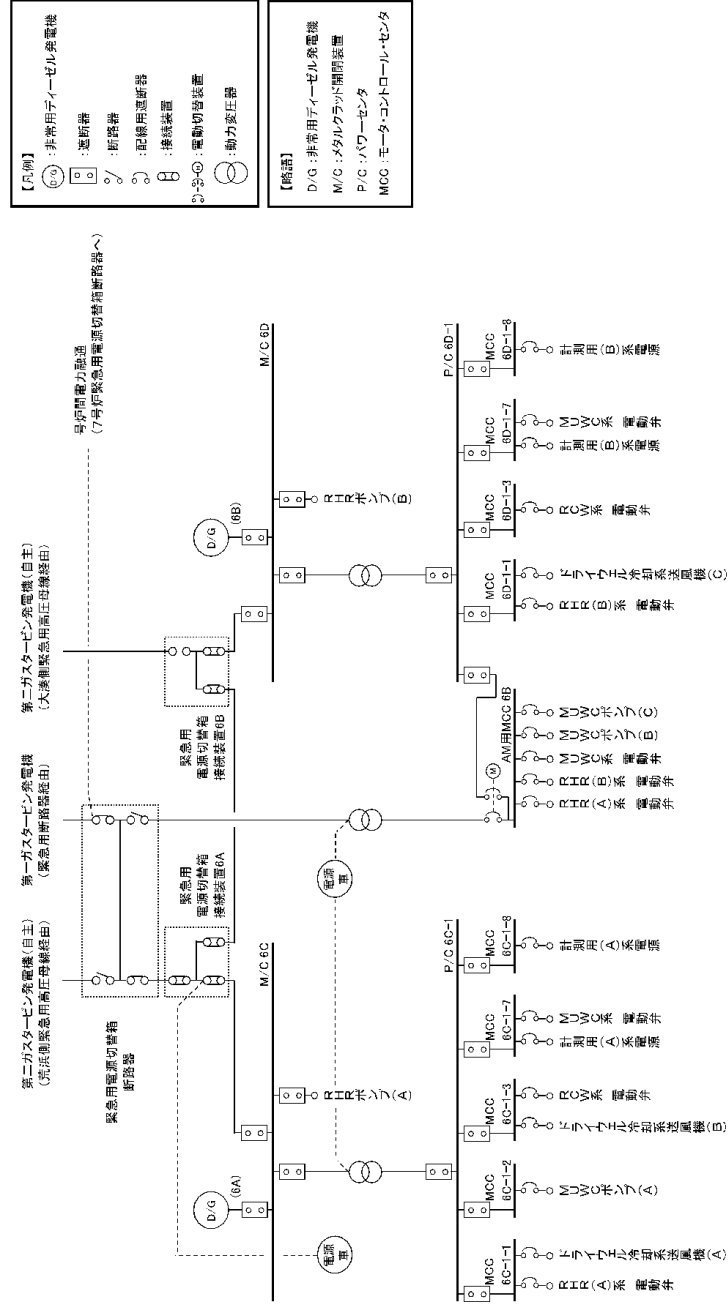 第二ガスタービン発電機(自主)
(荒浜側緊急用高圧母線経由)
第一ガスタービン発電機
(緊急用断路器経由)
第二ガスタービン発電機(自主)
(大湊側緊急用高圧母線経由)
号炉間電力融通
(7号炉緊急用電源切替箱断路器へ)
緊急用電源切替箱
断路器
緊急用
電源切替箱
接続装置6A
緊急用
電源切替箱
接続装置6B
D/G
(6A)
M/C 6C
RHRポンプ(A)
D/G
(6B)
M/C 6D
RHRポンプ(B)
電源
車
電源
車
P/C 6C-1
MCC
6C-1-1
RHR(A)系 電動弁
ドライウェル冷却系送風機(A)
MCC
6C-1-2
MUWCポンプ(A)
MCC
6C-1-3
ドライウェル冷却系送風機(B)
RCW系 電動弁
MCC
6C-1-7
計測用(A)系電源
MUWC系 電動弁
MCC
6C-1-8
計測用(A)系電源
M
AM用MCC 6B
RHR(A)系 電動弁
RHR(B)系 電動弁
MUWC系 電動弁
MUWCポンプ(B)
MUWCポンプ(C)
P/C 6D-1
MCC
6D-1-1
RHR(B)系 電動弁
ドライウェル冷却系送風機(C)
MCC
6D-1-3
RCW系 電動弁
MCC
6D-1-7
計測用(B)系電源
MUWC系 電動弁
MCC
6D-1-8
計測用(B)系電源
【凡例】
D/G :非常用ディーゼル発電機
:遮断器
:断路器
:配線用遮断器
:接続装置
M :電動切替装置
:動力変圧器
【略語】
D/G :非常用ディーゼル発電機
M/C :メタルクラッド開閉装置
P/C :パワーセンタ
MCC :モータ・コントロール・センタ